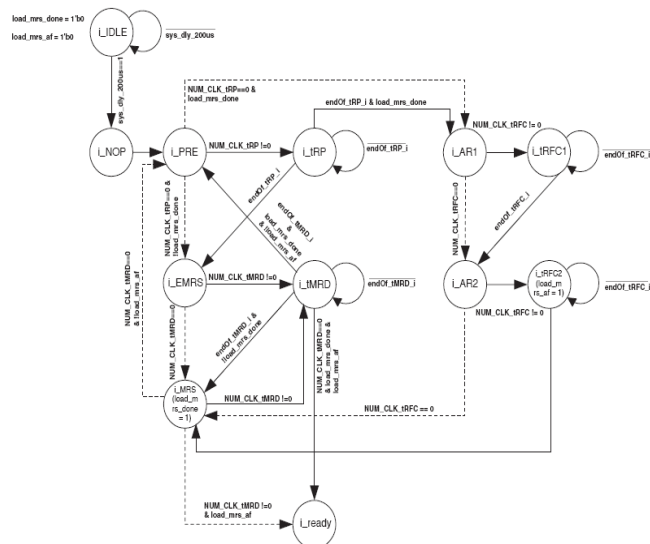 load_mrs_done = 1'b0
load_mrs_af = 1'b0
i_IDLE
sys_dly_200us
sys_dly_200us==1
NUM_CLK_tRP==0 &
load_mrs_done
endOf_tRP_i & load_mrs_done
NUM_CLK_tRFC != 0
i_NOP
i_PRE
NUM_CLK_tRP !=0
i_tRP
endOf_tRP_i
i_AR1
i_tRFC1
endOf_tRFC_i
NUM_CLK_tRP==0 &
!load_mrs_done
endOf_tRP_i
endOf_tMRD_i
&
load_mrs_done
& !load_mrs_af
NUM_CLK_tRFC==0
endOf_tRFC_i
NUM_CLK_tMRD==0
& !load_mrs_af
i_EMRS
NUM_CLK_tMRD !=0
i_tMRD
endOf_tMRD_i
i_AR2
NUM_CLK_tRFC != 0
i_tRFC2
(load_m
rs_af = 1)
endOf_tRFC_i
NUM_CLK_tMRD==0
endOf_tMRD_i &
!load_mrs_done
NUM_CLK_tMRD==0
& load_mrs_done &
load_mrs_af
i_MRS
(load_m
rs_done
= 1)
NUM_CLK_tMRD !=0
NUM_CLK_tRFC == 0
NUM_CLK_tMRD !=0
& load_mrs_af
i_ready